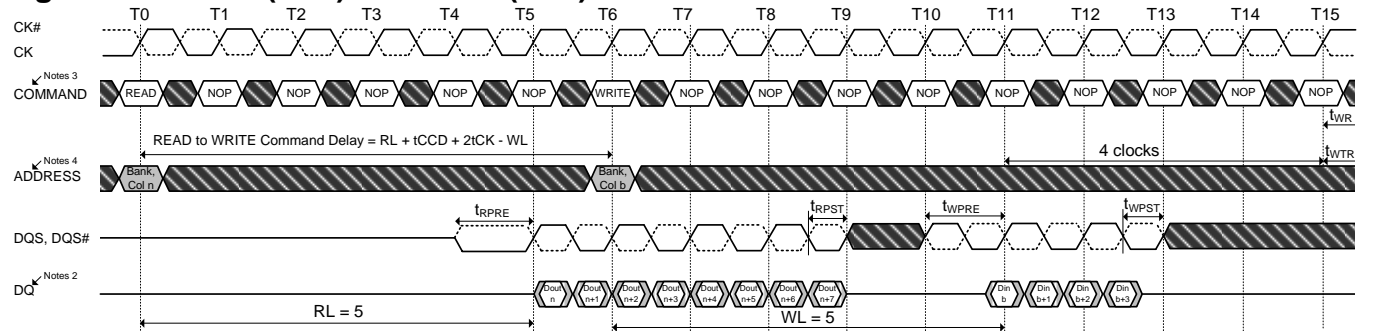 T0 T1 T2 T3 T4 T5 T6 T7 T8 T9 T10 T11 T12 T13 T14 T15
CK#
CK
Notes 3
COMMAND READ NOP NOP NOP NOP NOP WRITE NOP NOP NOP NOP NOP NOP NOP NOP NOP
tWR
READ to WRITE Command Delay = RL + tCCD + 2tCK - WL
4 clocks
tWTR
Notes 4
ADDRESS Bank, Col n Bank, Col b
tRPRE tRPST tWPRE tWPST
DQS, DQS#
Notes 2
DQ Dout n Dout n+1 Dout n+2 Dout n+3 Dout n+4 Dout n+5 Dout n+6 Dout n+7 Din b Din b+1 Din b+2 Din b+3
RL = 5 WL = 5